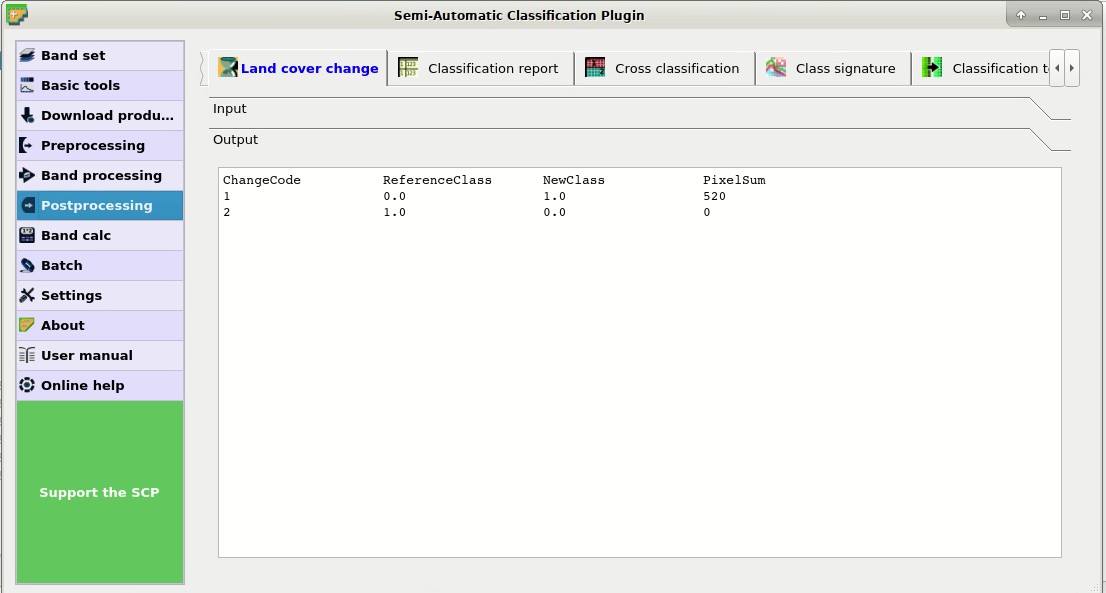 Semi-Automatic Classification Plugin
Band set
Basic tools
Download produ...
Preprocessing
Band processing
Postprocessing
Band calc
Batch
Settings
About
User manual
Online help
Support the SCP
Land cover change
Classification report
Cross classification
Class signature
Classification t
Input
Output
ChangeCode ReferenceClass NewClass PixelSum
1 0.0 1.0 520
2 1.0 0.0 0